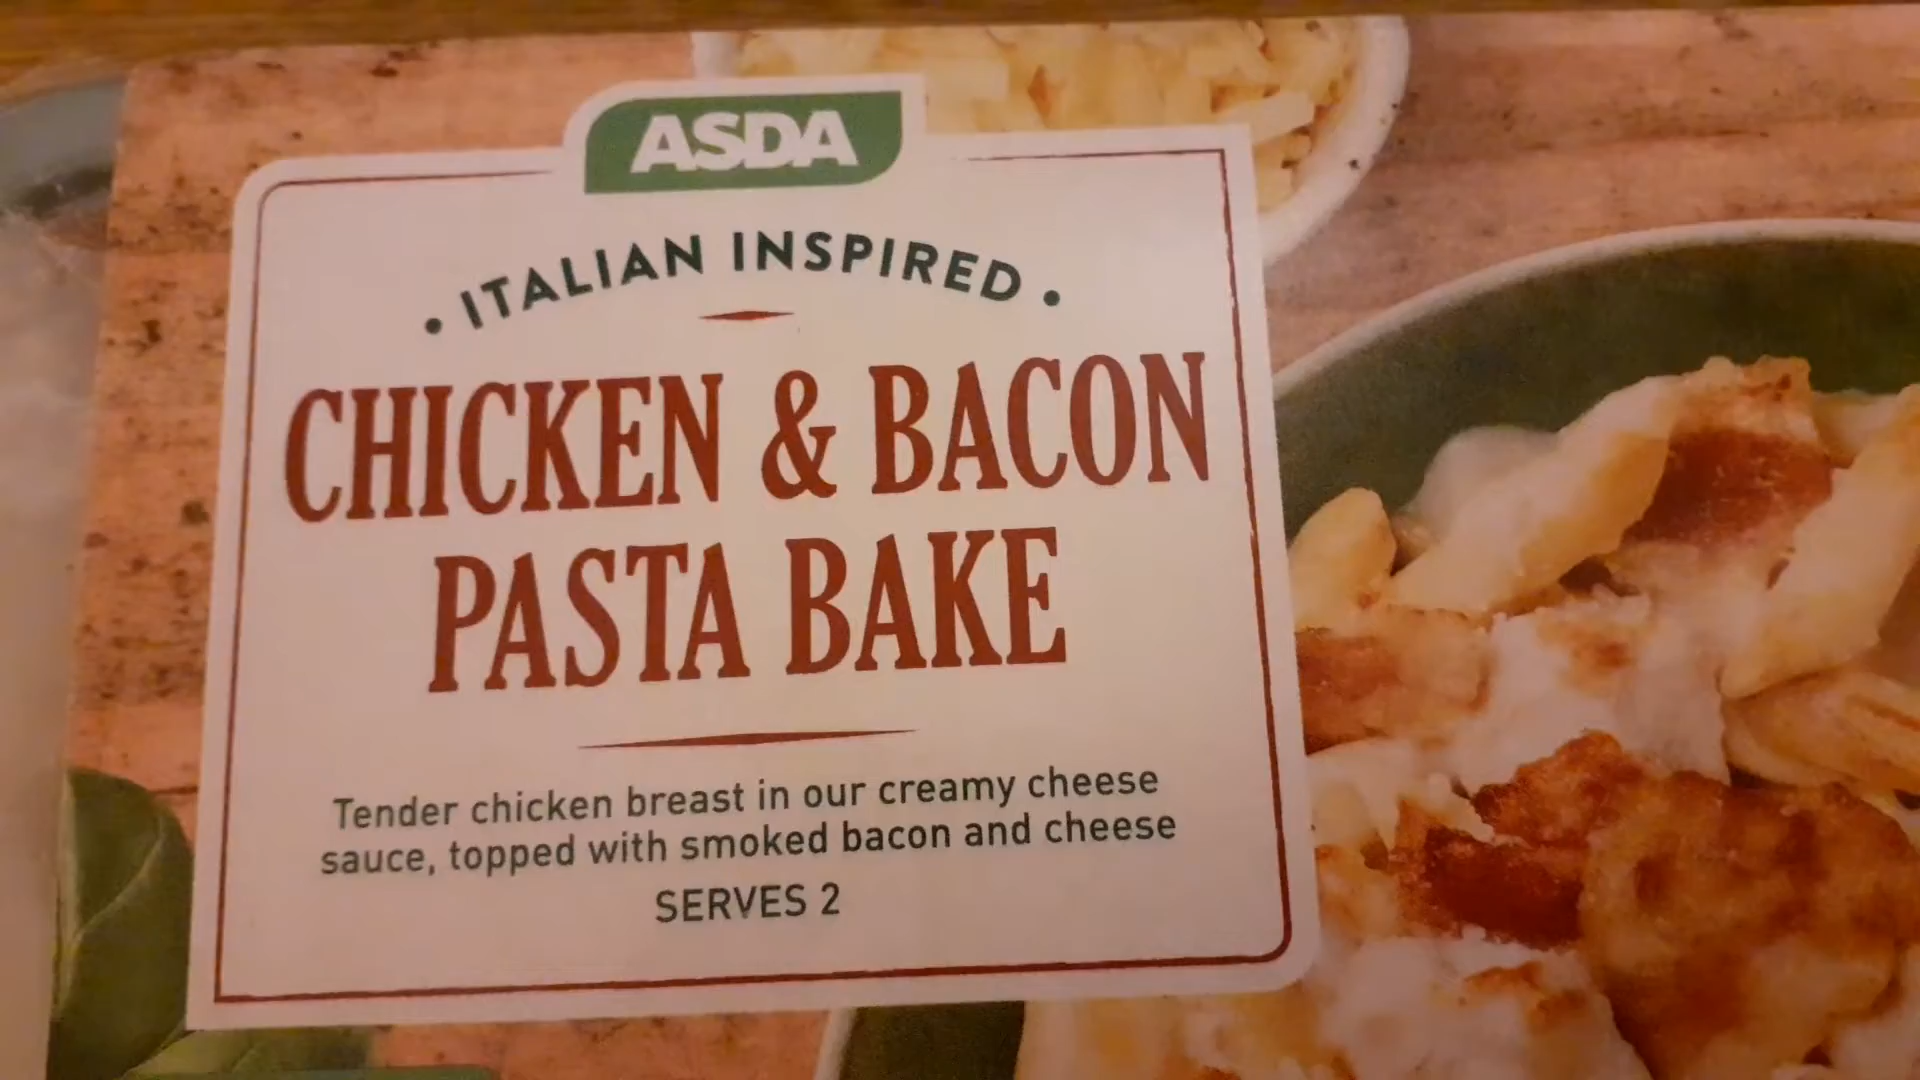 ASDA
• ITALIAN INSPIRED •
CHICKEN & BACON
PASTA BAKE
Tender chicken breast in our creamy cheese
sauce, topped with smoked bacon and cheese
SERVES 2